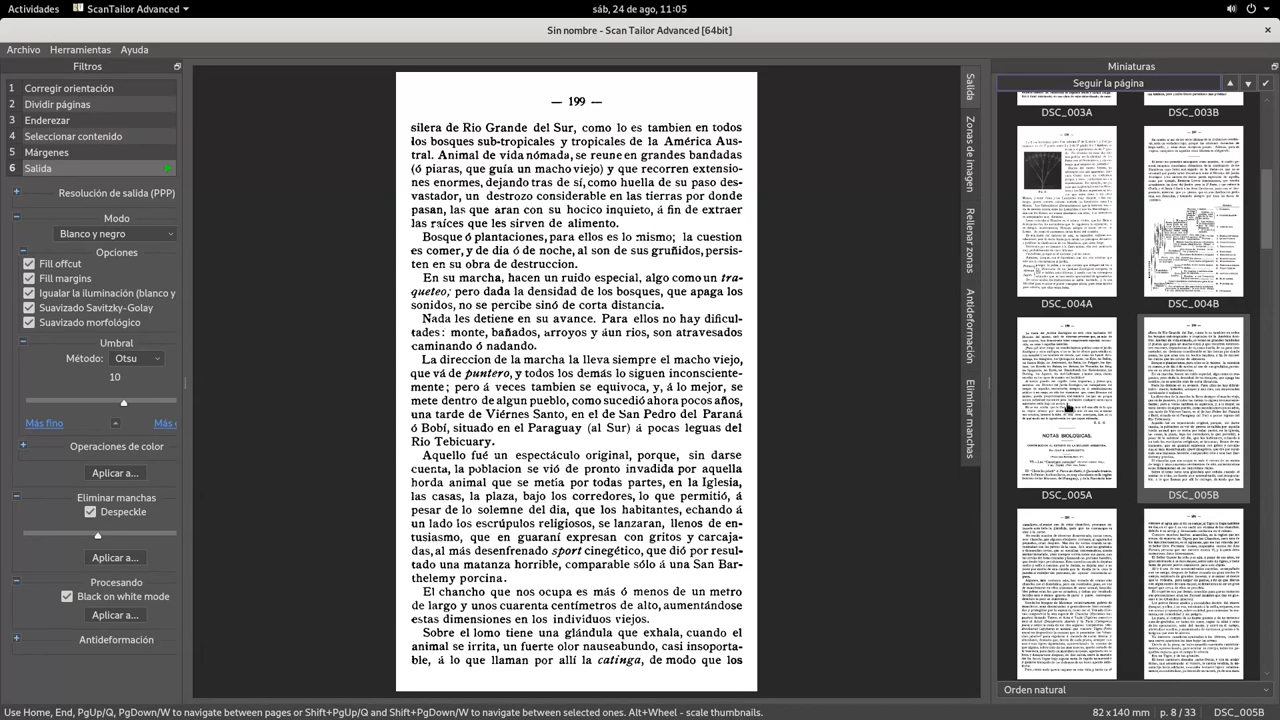 Actividades
ScanTailor Advanced
sáb, 24 de ago, 11:05
Sin nombre - Scan Tailor Advanced [64bit]
Archivo
Herramientas
Ayuda
Filtros
1 Corregir orientación
2 Dividir páginas
3 Enderezar
4 Seleccionar contenido
5 Márgenes
6 Salida
Resolución de salida (PPP)
Modo
Blanco y negro
Opciones
Fill offcut
Fill margins
Igualar la iluminación (blanco y
Suavizado Savitzky-Golay
Suavizado morfológico
Umbral
Método: Otsu
10
Más fino
Más
Operaciones de color
Aplicar a...
Eliminar manchas
Despeckle
Aplicar a...
Procesando
Black on white mode
Aplicar a...
Antideformación
— 199 —
silera de Rio Grande del Sur, como lo es tambien en todos
los bosques sub-tropicales y tropicales de la América Aus-
tral. Animal de vida nómada, se reune en grandes bandadas
(ó piaras, que guía un macho viejo) y que recorren extensio-
nes enormes, dejando tras de sí, como huella de su paso des-
vastador, un destrozo considerable en las tierras por donde
pasan, las que aran con su hocico inquieto, á fin de extraer
las raíces que les sirven de alimento.
Bosque ó plantaciones, para ellos es lo mismo; la cuestion
es comer, y de dia ó de noche, al son de sus gruñidos, persis-
ten en su obra de destruccion.
En su marcha hacen un ruido especial, algo como un tra-
queteo; pero dada la densidad de los bosques, que apaga los
sonidos, no se percibe sinó de corta distancia.
Nada les detiene en su avance. Para ellos no hay dificul-
tades: monte, bañados, arroyos y áun rios, son atravesados
caminando ó nadando.
La direccion de la marcha la lleva siempre el macho viejo,
que vá de puntero; todos los demás lo siguen inconsciente-
mente; pero hai voces tambien se equivoca, y, á lo mejor, se
mete dentro de algun pueblo, como sucedió ahora pocos años,
una tarde de Viernes Santo, en el de San Pedro del Paraná
ó Bobí, situado en el Paraguay (al Sur) á pocas leguas del
Rio Tebicuary.
Aquello fué un espectáculo original, porque, sin darse
cuenta, la poblacion se vió de pronto invadida por aquella
horda animal, que se metia por todas partes, en la Iglesia,
las casas, la plaza, bajo los corredores, lo que permitió, á
pesar de lo solemne del dia, que los habitantes, echando á
un lado los escrúpulos religiosos, se lanzaran, llenos de en-
tusiasmo, que en guaraní expresan con gritos y carcaja-
das, al más desenfrenado sport cinegético, que dió por resul-
tado una matanza horrible, comparable sólo á una San Bar-
thelemy porcina.
El chancho que nos ocupa es más ó menos de un metro
de largo, por cuarenta centímetros de alto, aumentándose
estas dimensiones en los individuos viejos.
Sobre el lomo tiene una glándula que exhala, cuando el
animal se irrita, un fuerte olor nauseabundo, casi insoporta-
ble, á lo que llaman por allí la catinga, de modo que los
Salida
Zonas de imagen
Rellenar zonas
Antideformación
Eliminar manchas
Miniaturas
Seguir la página
DSC_003A
DSC_003B
DSC_004A
DSC_004B
NOTAS BIOLOGICAS.
DSC_005A
DSC_005B
Orden natural
Use Home, End, PgUp/Q, PgDown/W to navigate between pages or Shift+PgUp/Q and Shift+PgDown/W to navigate between selected ones. Alt+Wheel - scale thumbnails.
82 x 140 mm
p. 8 / 33
DSC_005B